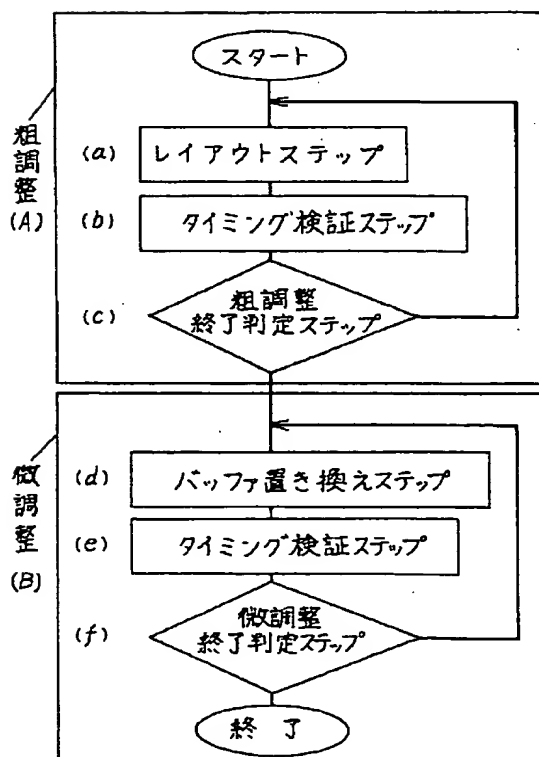 スタート
粗調整
(A)
(a)
レイアウトステップ
(b)
タイミング検証ステップ
(c)
粗調整
終了判定ステップ
微調整
(B)
(d)
バッファ置き換えステップ
(e)
タイミング検証ステップ
(f)
微調整
終了判定ステップ
終了